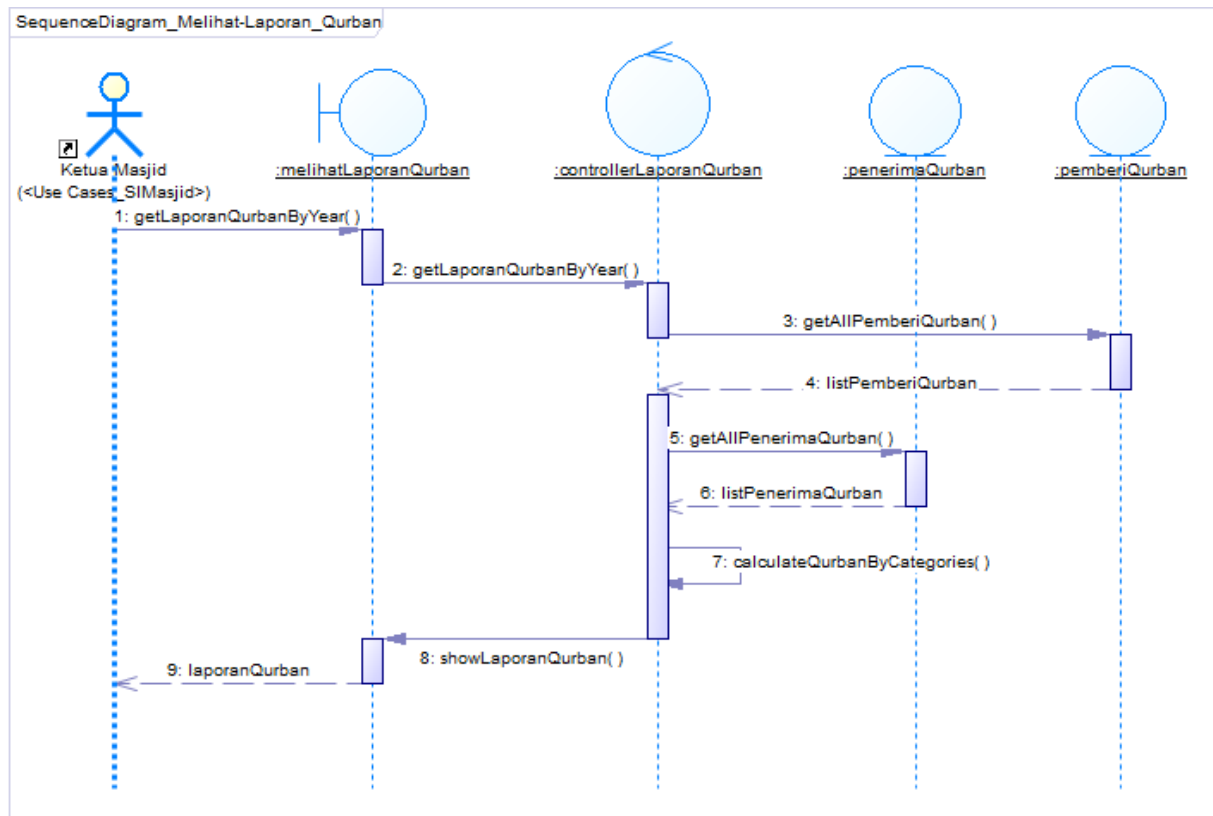 SequenceDiagram_Melihat-Laporan_Qurban
Ketua Masjid
(<Use Cases_SIMasjid>)
:melihatLaporanQurban
:controllerLaporanQurban
:penerimaQurban
:pemberiQurban
1: getLaporanQurbanByYear( )
2: getLaporanQurbanByYear( )
3: getAllPemberiQurban( )
4: listPemberiQurban
5: getAllPenerimaQurban( )
6: listPenerimaQurban
7: calculateQurbanByCategories( )
8: showLaporanQurban( )
9: laporanQurban